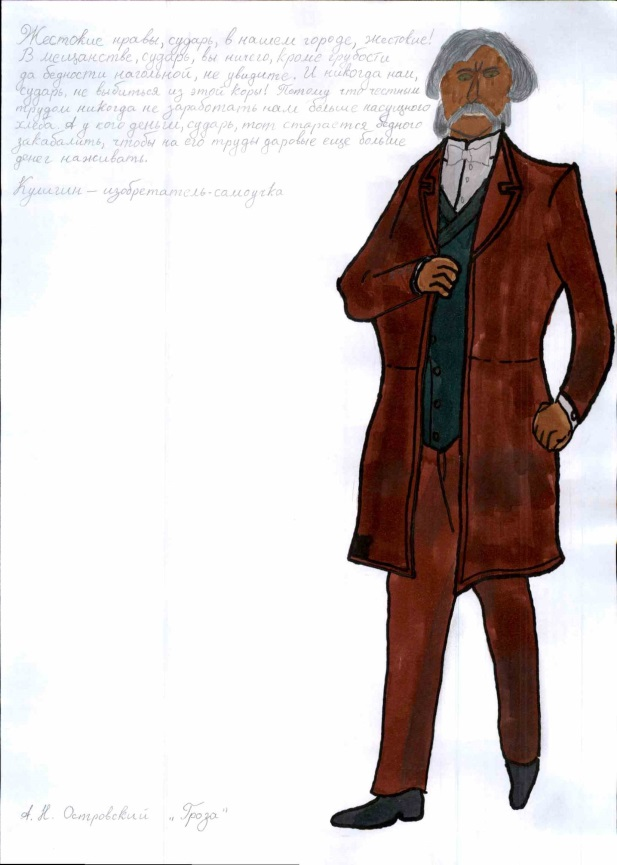 Жестокие нравы, сударь, в нашем городе, жестокие!
В мещанстве, сударь, вы ничего, кроме грубости
да бедности нагольной, не увидите. И никогда нам,
сударь, не выбиться из этой коры! Потому что честным
трудом никогда не заработать нам больше насущного
хлеба. А у кого деньги, сударь, тот старается бедного
закабалить, чтобы на его труды даровые ещё больше
денег наживать.
Кулигин – изобретатель-самоучка
А. Н. Островский „Гроза"